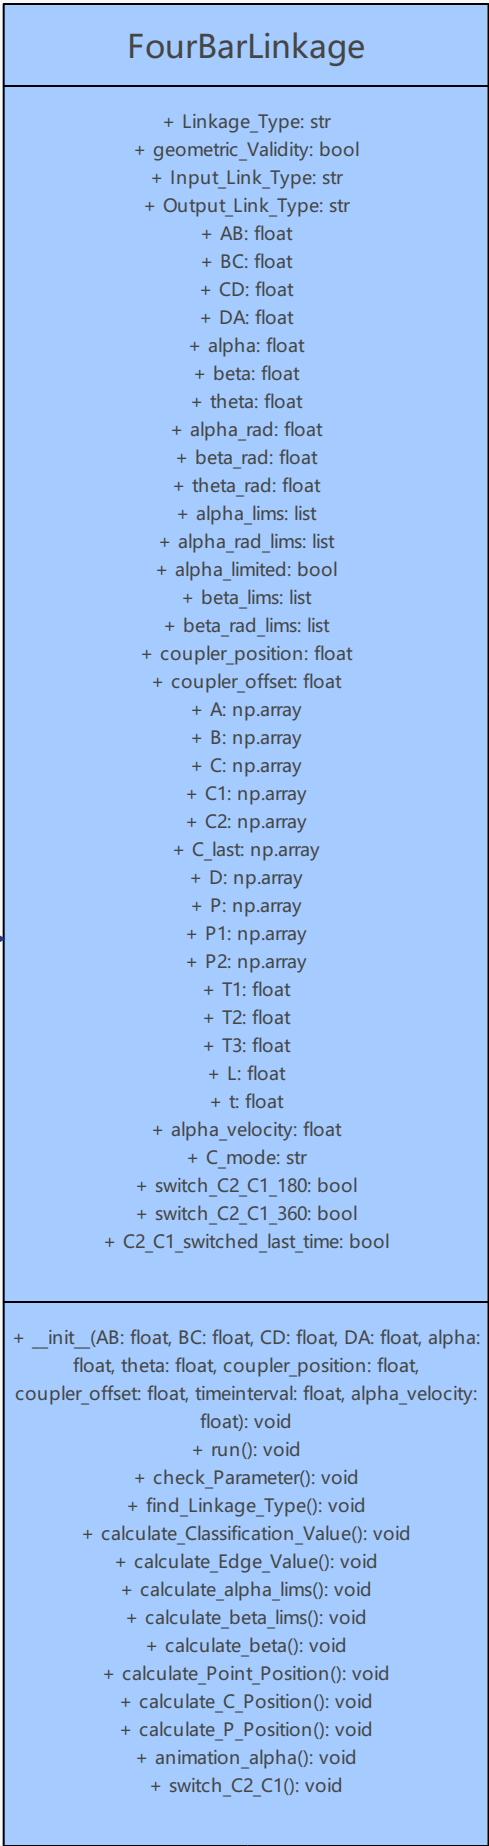 FourBarLinkage
+ Linkage_Type: str
+ geometric_Validity: bool
+ Input_Link_Type: str
+ Output_Link_Type: str
+ AB: float
+ BC: float
+ CD: float
+ DA: float
+ alpha: float
+ beta: float
+ theta: float
+ alpha_rad: float
+ beta_rad: float
+ theta_rad: float
+ alpha_lims: list
+ alpha_rad_lims: list
+ alpha_limited: bool
+ beta_lims: list
+ beta_rad_lims: list
+ coupler_position: float
+ coupler_offset: float
+ A: np.array
+ B: np.array
+ C: np.array
+ C1: np.array
+ C2: np.array
+ C_last: np.array
+ D: np.array
+ P: np.array
+ P1: np.array
+ P2: np.array
+ T1: float
+ T2: float
+ T3: float
+ L: float
+ t: float
+ alpha_velocity: float
+ C_mode: str
+ switch_C2_C1_180: bool
+ switch_C2_C1_360: bool
+ C2_C1_switched_last_time: bool
+ __init__(AB: float, BC: float, CD: float, DA: float, alpha:
float, theta: float, coupler_position: float,
coupler_offset: float, timeinterval: float, alpha_velocity:
float): void
+ run(): void
+ check_Parameter(): void
+ find_Linkage_Type(): void
+ calculate_Classification_Value(): void
+ calculate_Edge_Value(): void
+ calculate_alpha_lims(): void
+ calculate_beta_lims(): void
+ calculate_beta(): void
+ calculate_Point_Position(): void
+ calculate_C_Position(): void
+ calculate_P_Position(): void
+ animation_alpha(): void
+ switch_C2_C1(): void